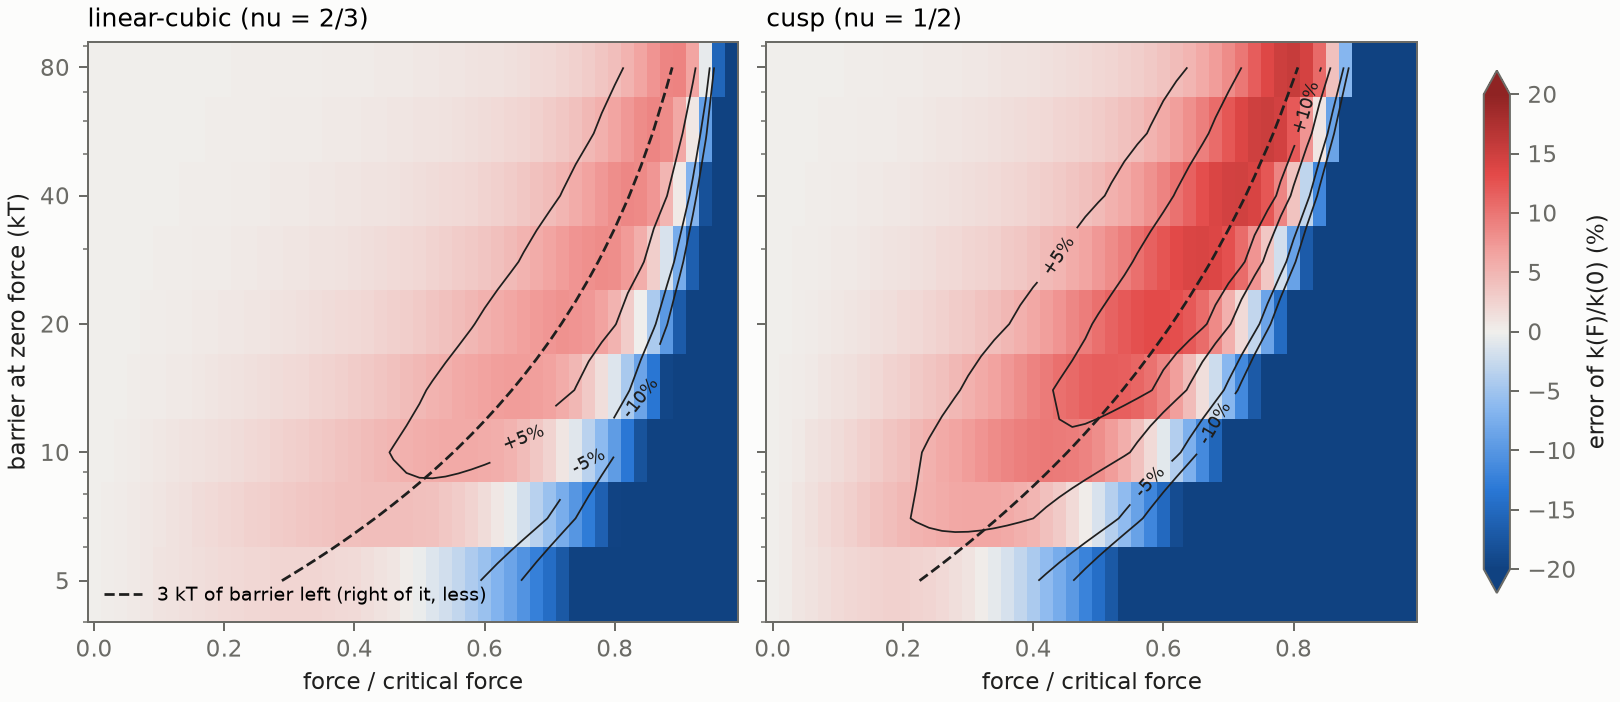 linear-cubic (nu = 2/3)
cusp (nu = 1/2)
barrier at zero force (kT)
80
40
20
10
5
+5%
-5%
-10%
3 kT of barrier left (right of it, less)
0.0 0.2 0.4 0.6 0.8
force / critical force
+5%
+10%
-10%
-5%
0.0 0.2 0.4 0.6 0.8
force / critical force
20
15
10
5
0
−5
−10
−15
−20
error of k(F)/k(0) (%)